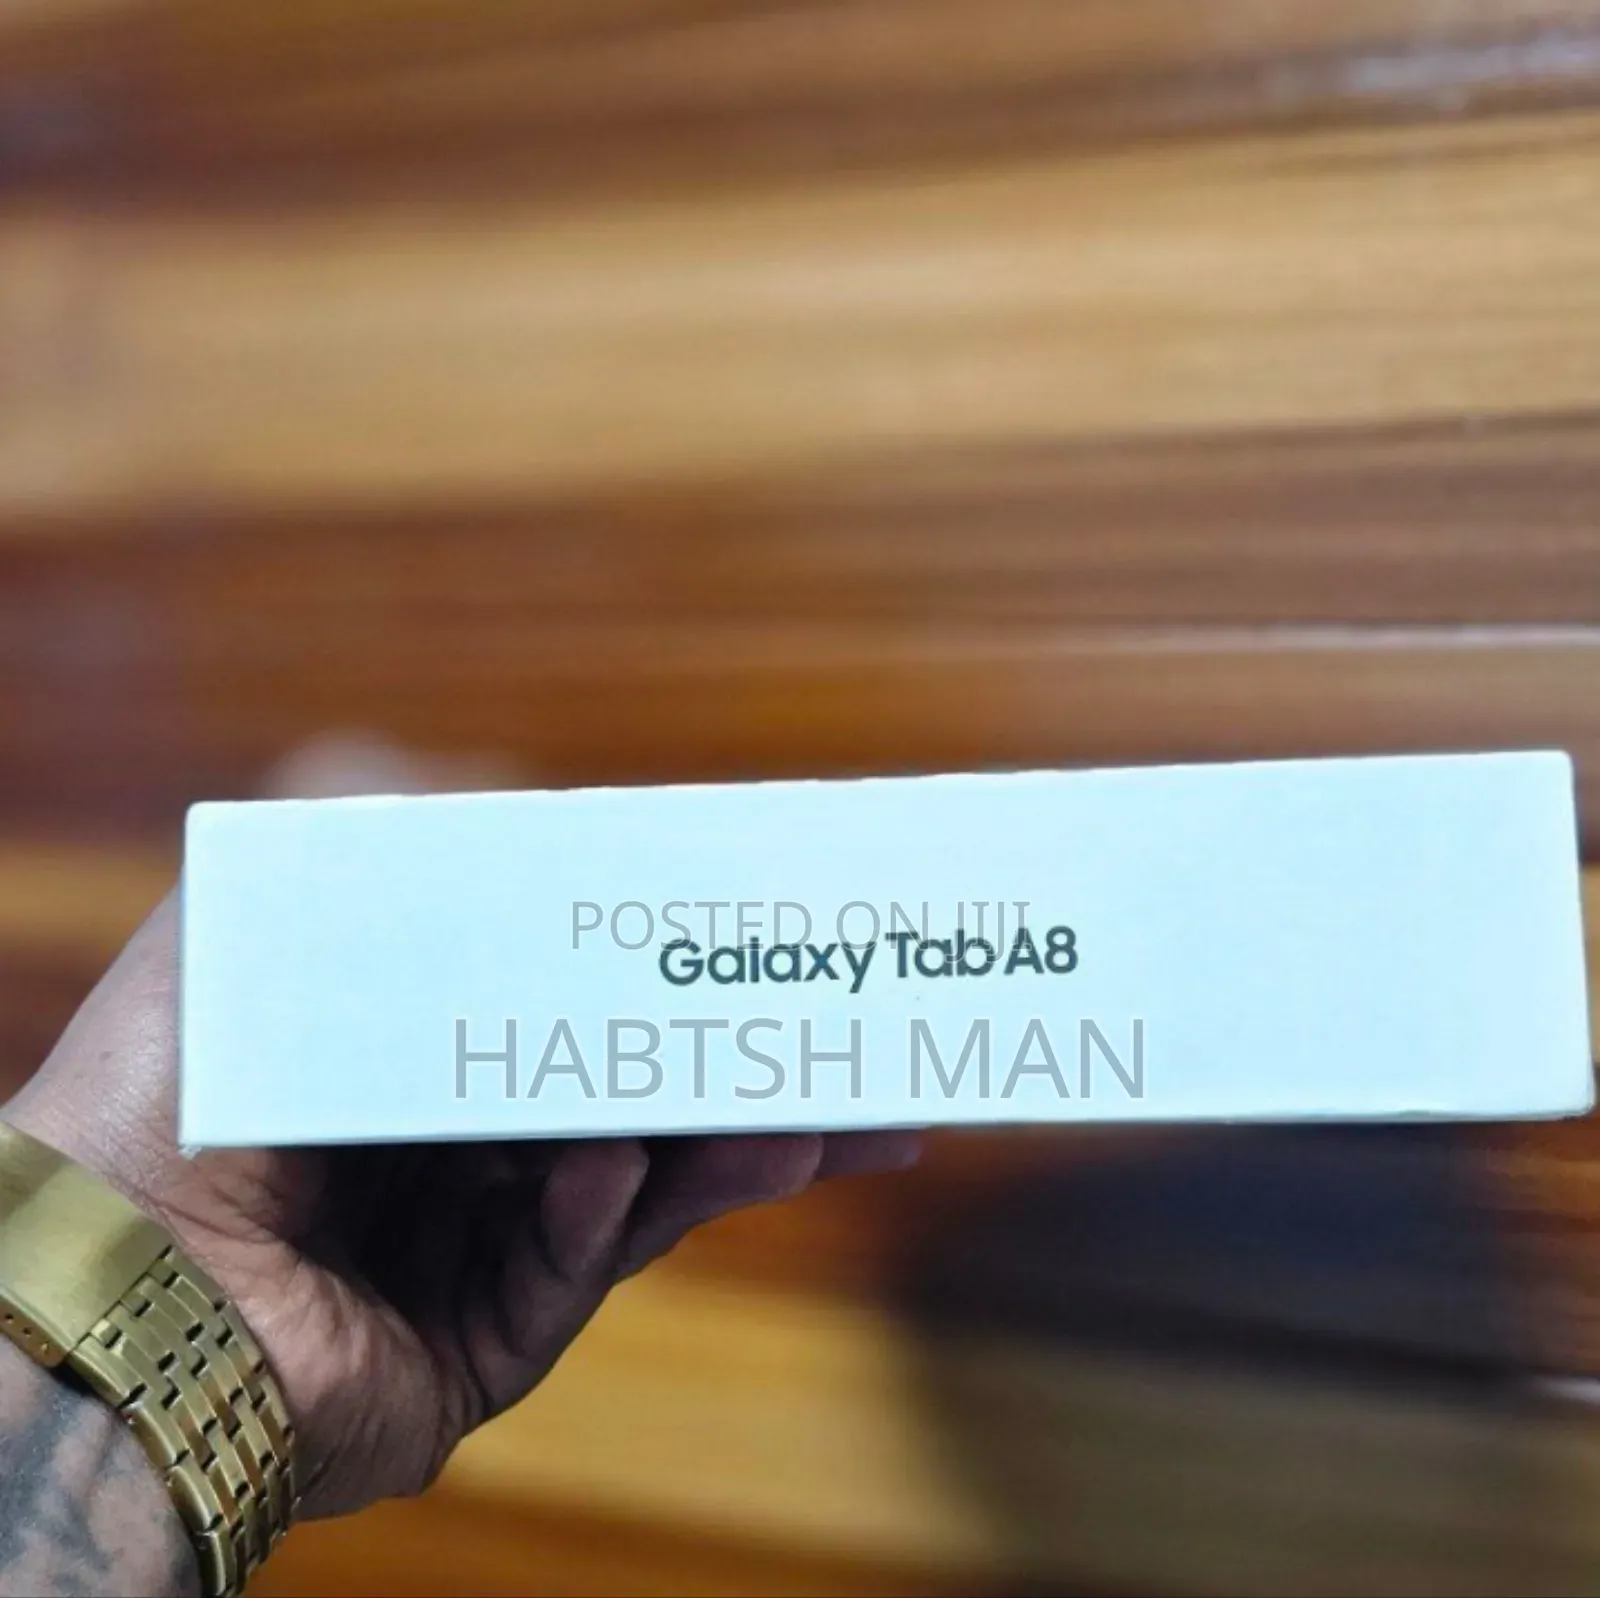 POSTED ON JIJI
Galaxy Tab A8
HABTSH MAN